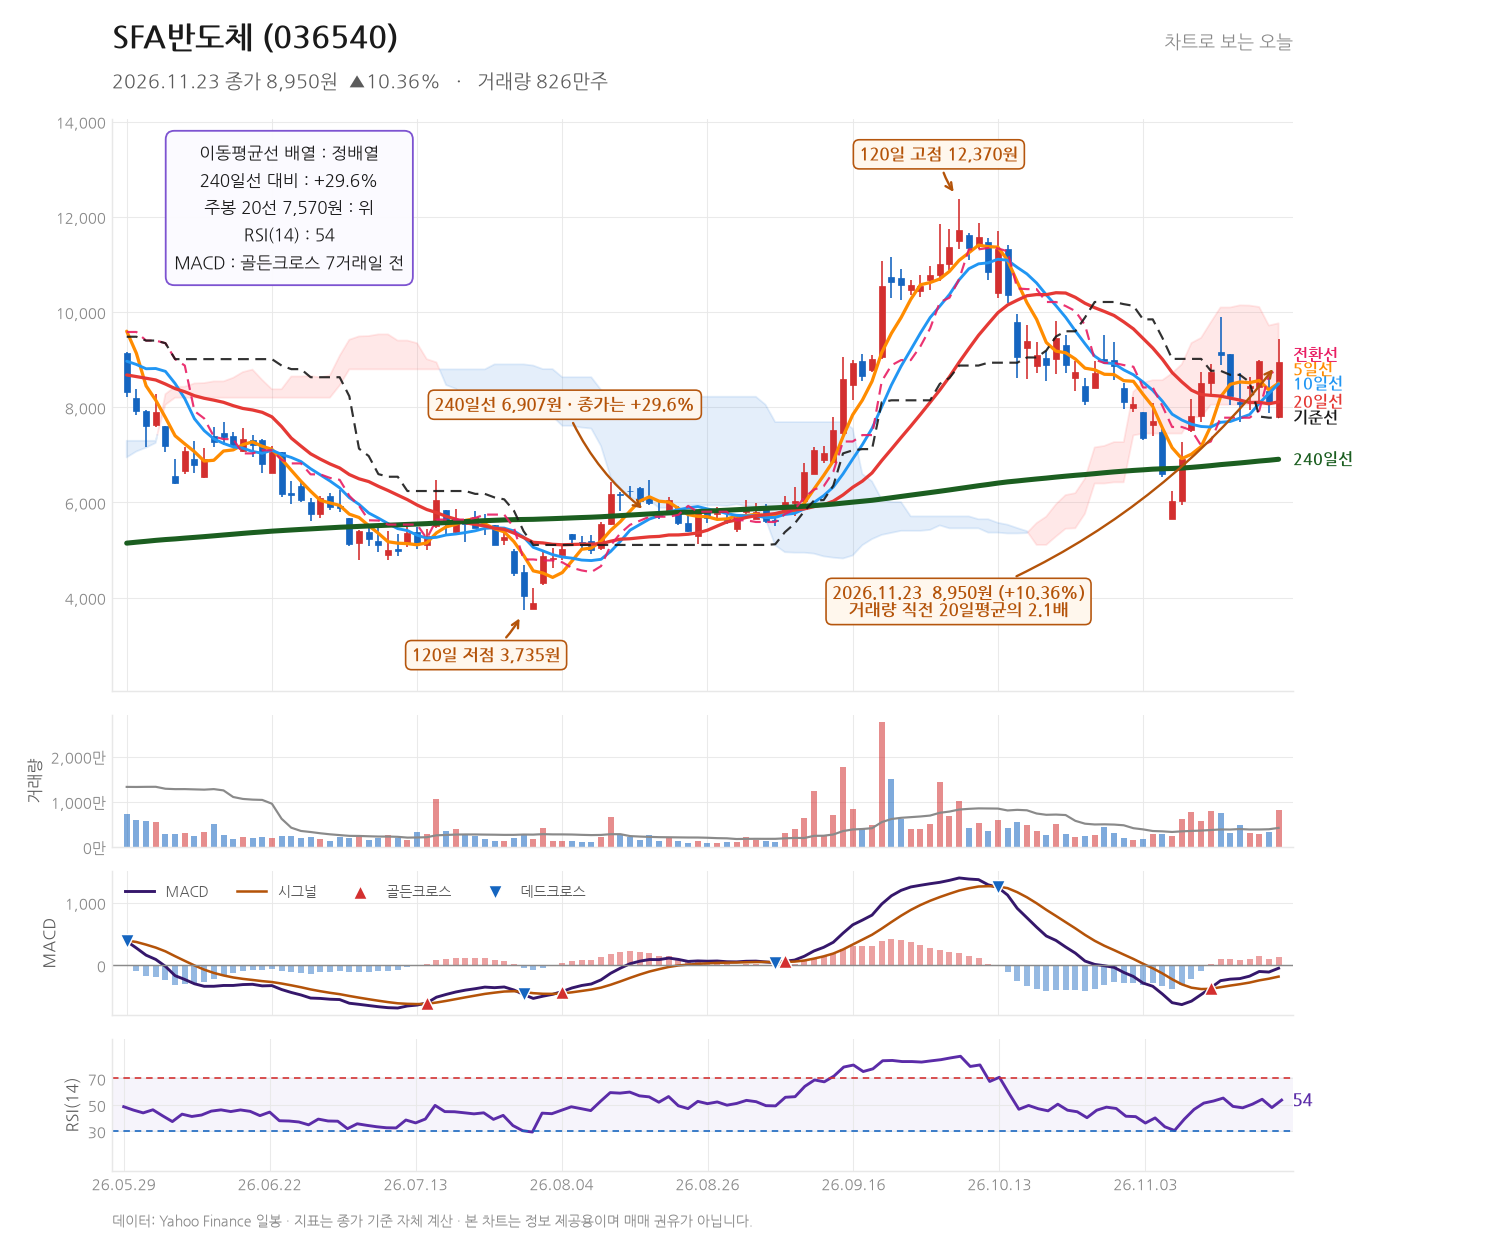 SFA반도체 (036540)
차트로 보는 오늘
2026.11.23 종가 8,950원 ▲10.36% · 거래량 826만주
14,000
12,000
10,000
8,000
6,000
4,000
이동평균선 배열 : 정배열
240일선 대비 : +29.6%
주봉 20선 7,570원 : 위
RSI(14) : 54
MACD : 골든크로스 7거래일 전
120일 고점 12,370원
240일선 6,907원 · 종가는 +29.6%
120일 저점 3,735원
2026.11.23 8,950원 (+10.36%)
거래량 직전 20일평균의 2.1배
전환선
5일선
10일선
20일선
기준선
240일선
거래량
2,000만
1,000만
0만
MACD
MACD 시그널 골든크로스 데드크로스
1,000
0
RSI(14)
70
50
30
54
26.05.29 26.06.22 26.07.13 26.08.04 26.08.26 26.09.16 26.10.13 26.11.03
데이터: Yahoo Finance 일봉 · 지표는 종가 기준 자체 계산 · 본 차트는 정보 제공용이며 매매 권유가 아닙니다.